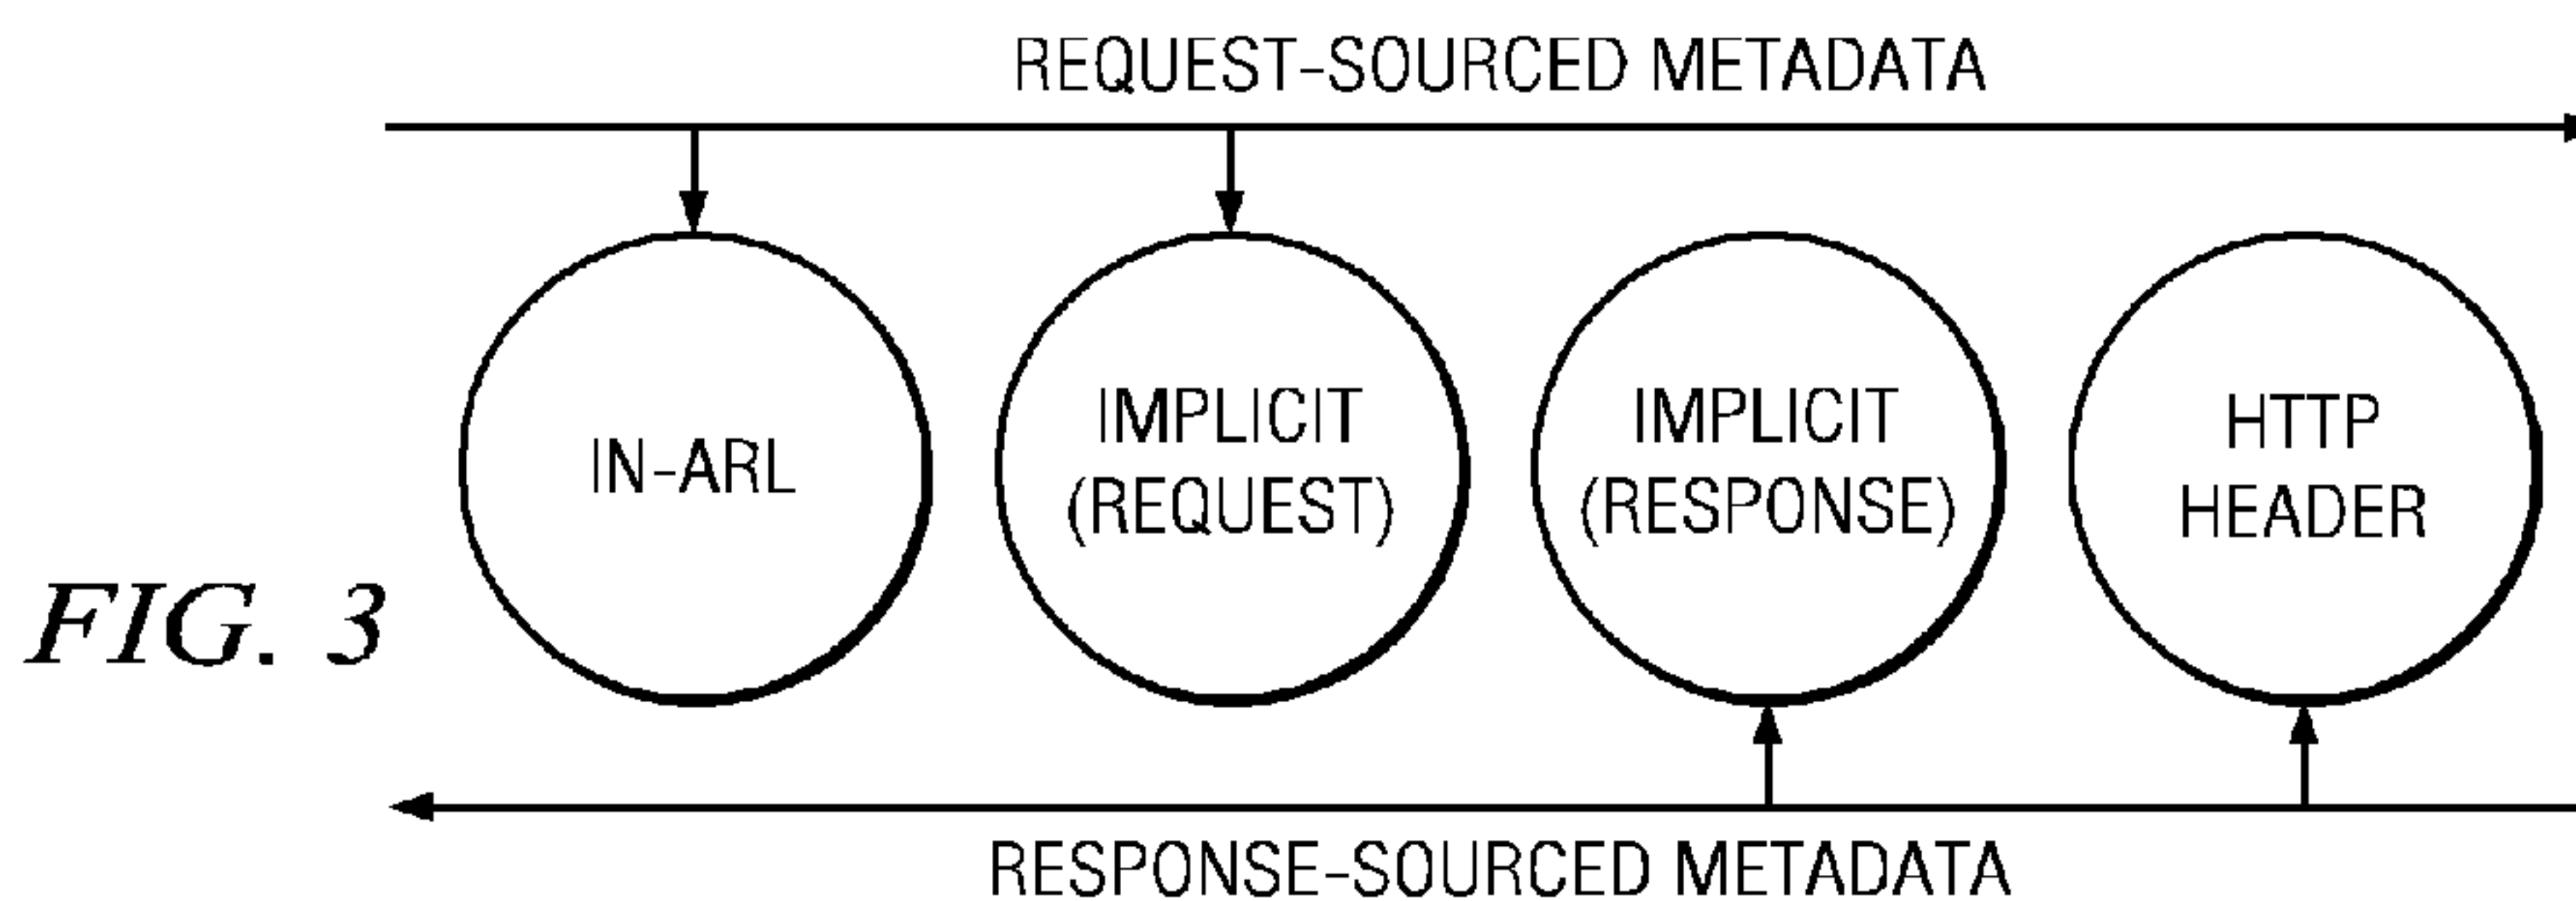 REQUEST-SOURCED METADATA
IN-ARL
IMPLICIT
(REQUEST)
IMPLICIT
(RESPONSE)
HTTP
HEADER
FIG. 3
RESPONSE-SOURCED METADATA